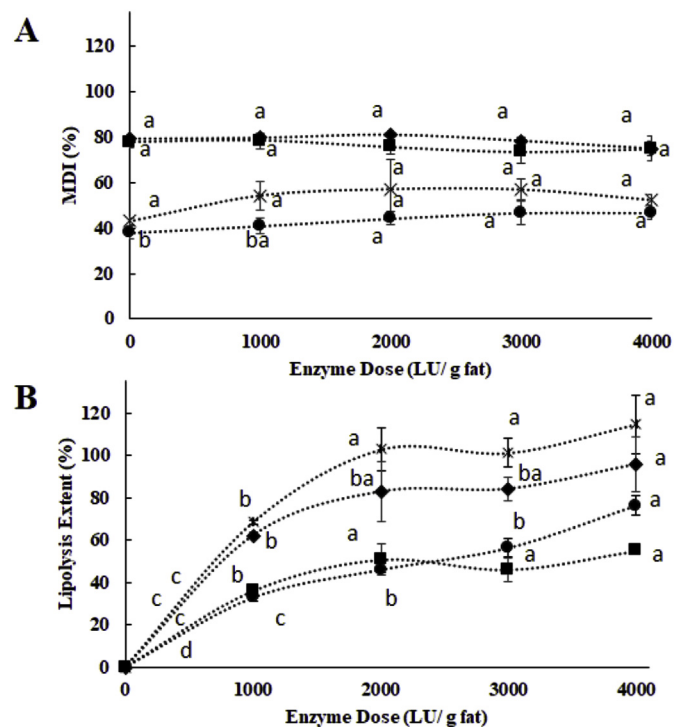 A
120
a a a a a
100
80
a a a a a
60
a a a a a
40
b ba a a a
20
0
0 1000 2000 3000 4000
Enzyme Dose (LU/ g fat)
MDI (%)
B
120
a
a
a
100
b
ba
ba
a
80
b
a
60
c
b
a
b
a
a
40
c
c
c
b
20
d
0
0 1000 2000 3000 4000
Enzyme Dose (LU/ g fat)
Lipolysis Extent (%)